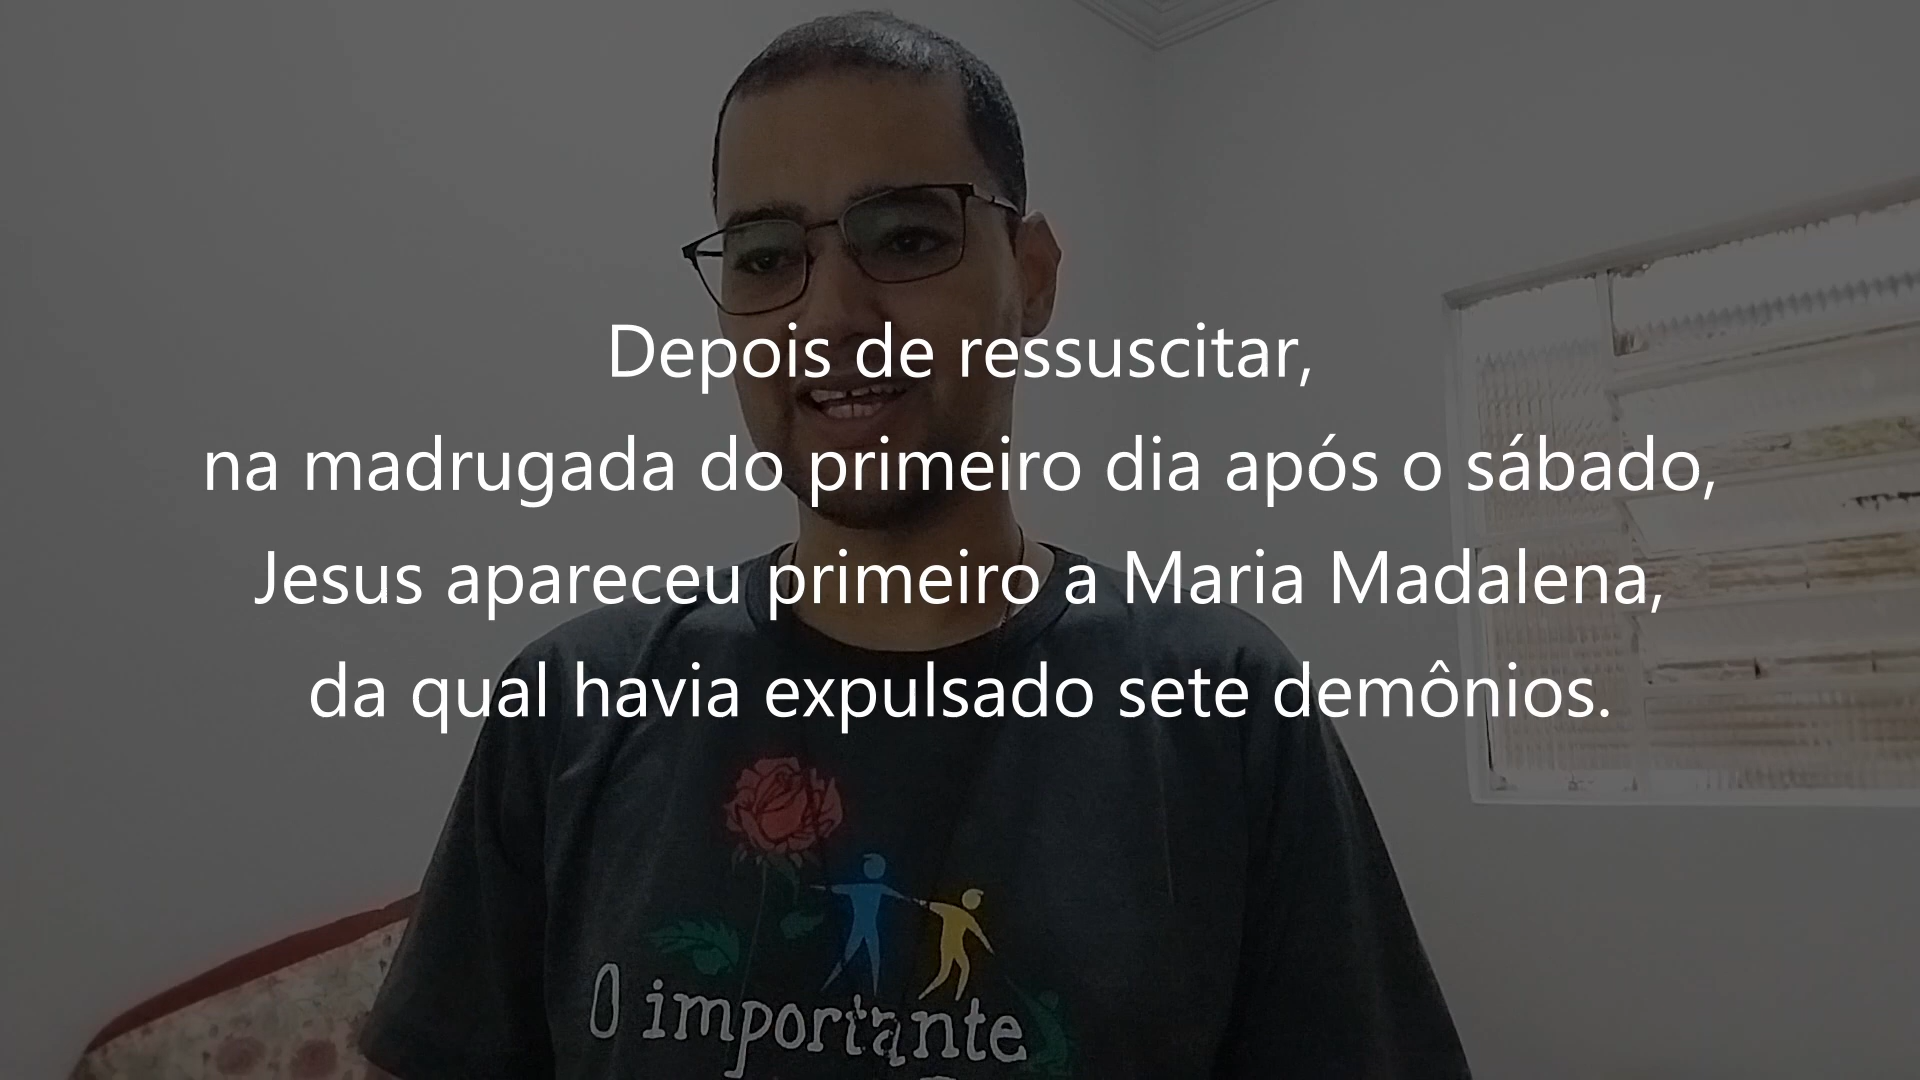 Depois de ressuscitar,
na madrugada do primeiro dia após o sábado,
Jesus apareceu primeiro a Maria Madalena,
da qual havia expulsado sete demônios.
O importante